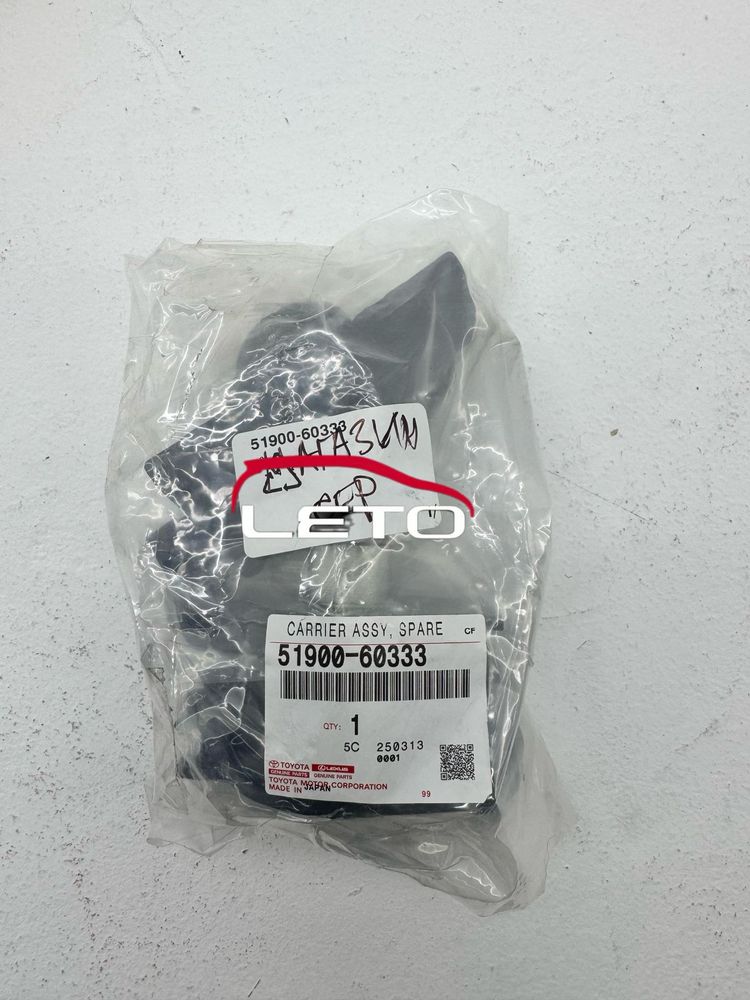 51900-60333
МАГАЗИН
LETO
CARRIER ASSY, SPARE CF
51900-60333
QTY: 1
5C 250313
0001
TOYOTA LEXUS
GENUINE PARTS GENUINE PARTS
TOYOTA MOTOR CORPORATION
MADE IN JAPAN
99